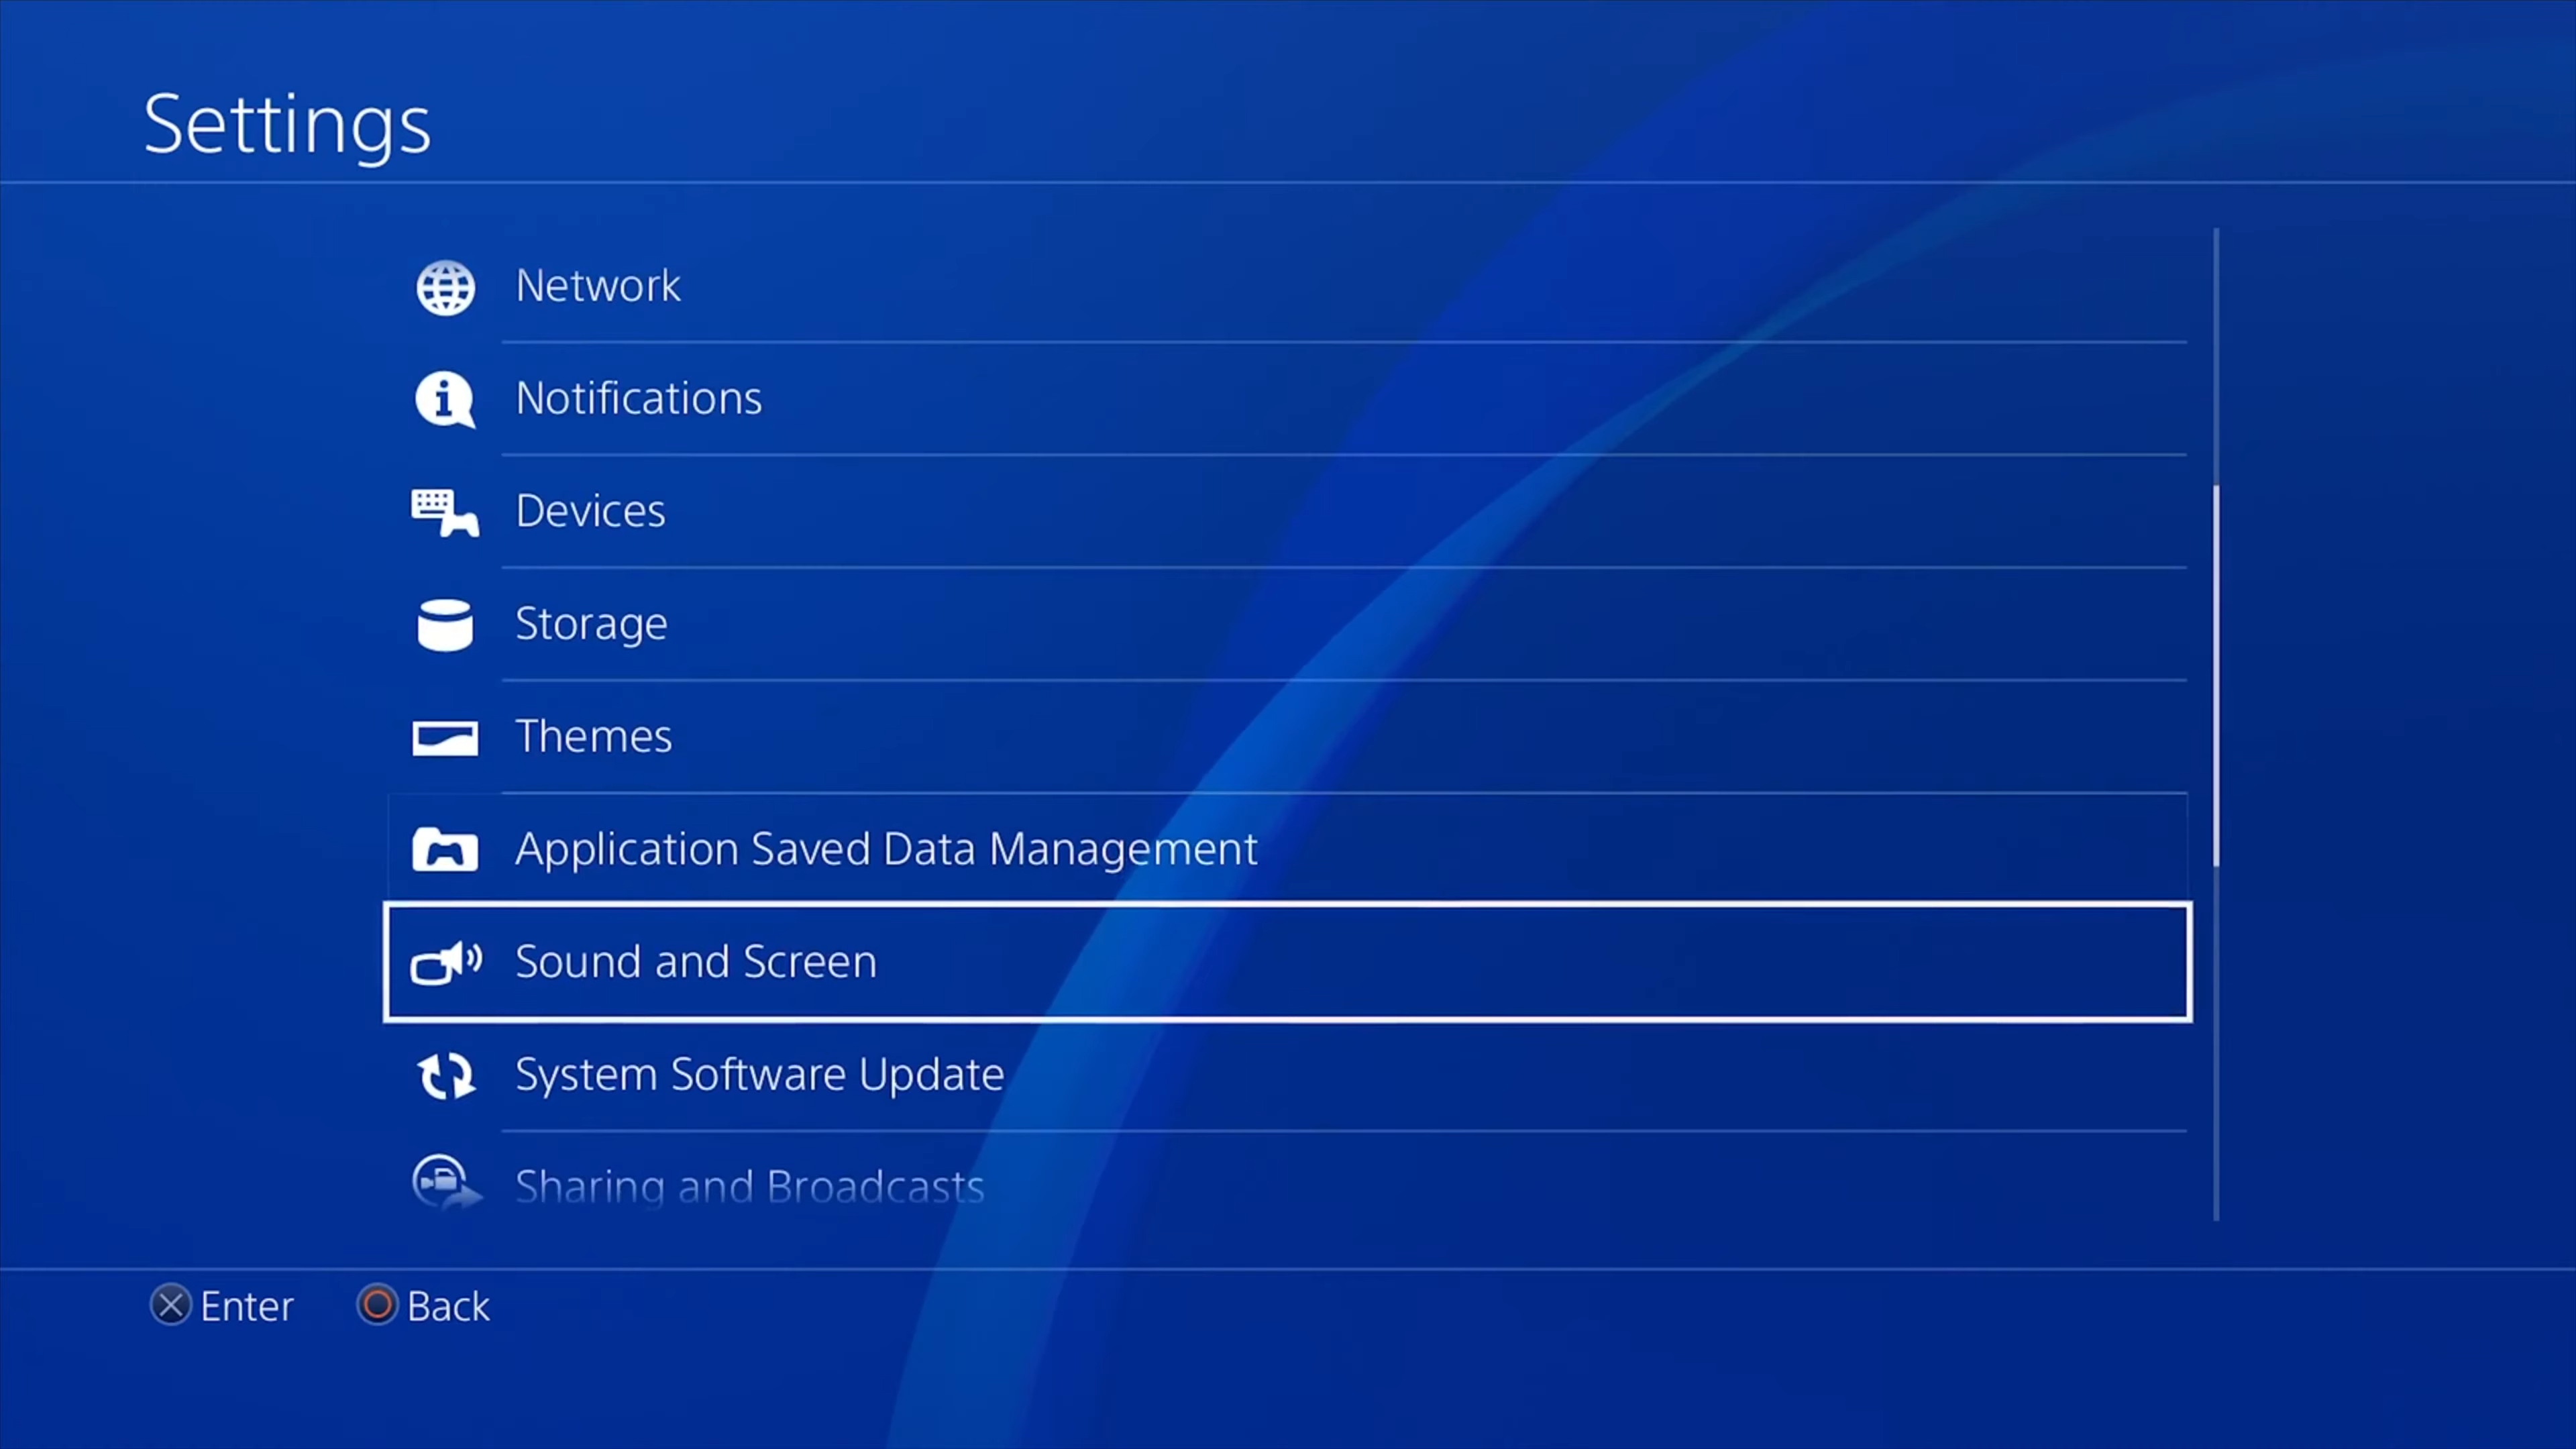 Settings
Network
Notifications
Devices
Storage
Themes
Application Saved Data Management
Sound and Screen
System Software Update
Sharing and Broadcasts
Enter
Back